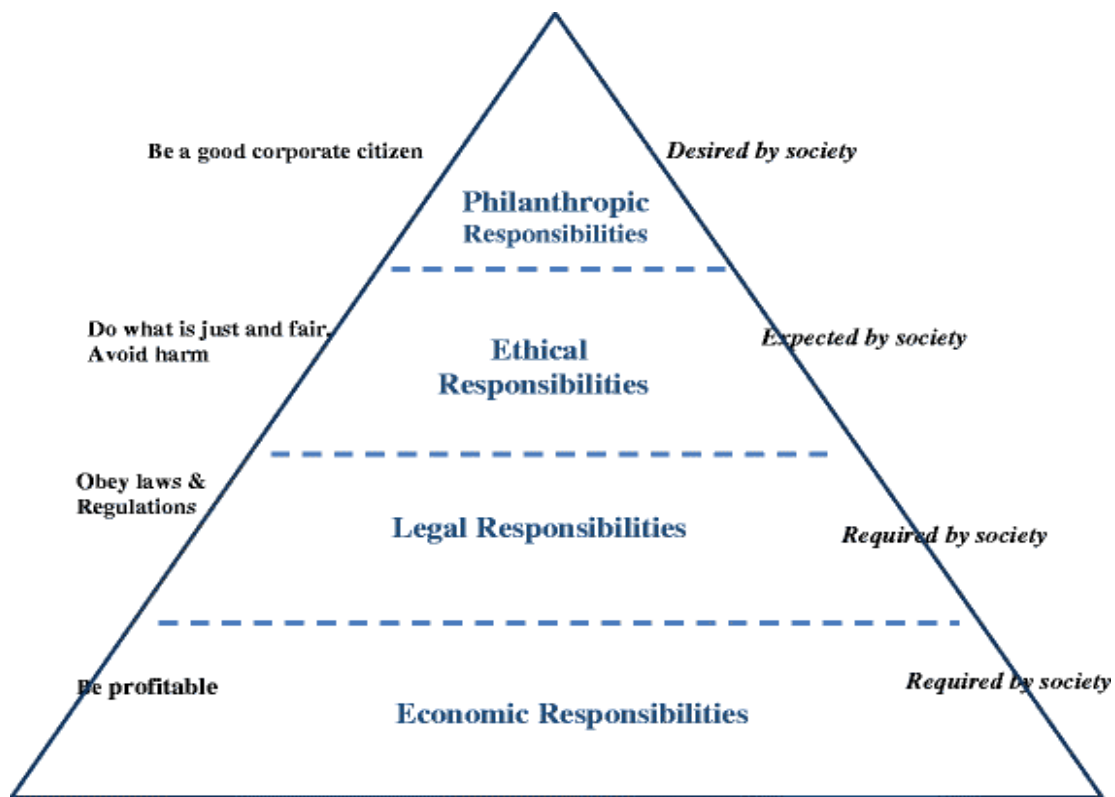 Be a good corporate citizen
Desired by society
Philanthropic
Responsibilities
Do what is just and fair,
Avoid harm
Expected by society
Ethical
Responsibilities
Obey laws &
Regulations
Legal Responsibilities
Required by society
Be profitable
Required by society
Economic Responsibilities